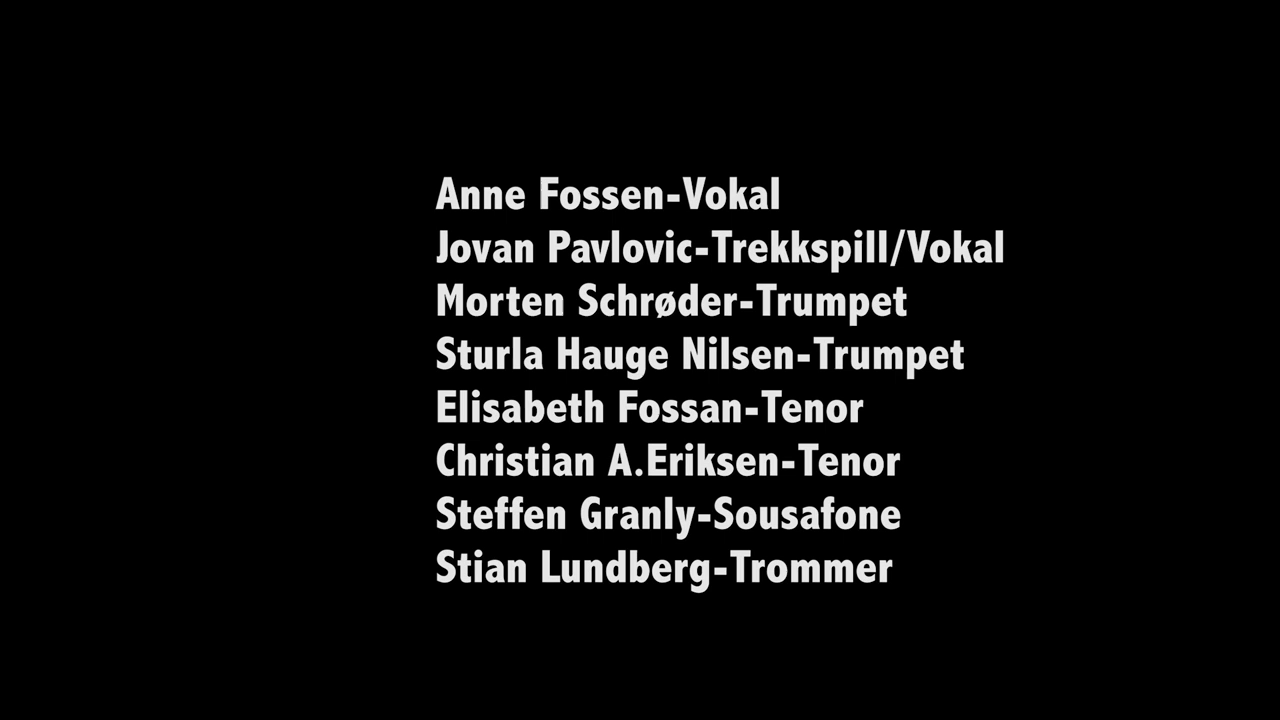 Anne Fossen-Vokal
Jovan Pavlovic-Trekkspill/Vokal
Morten Schrøder-Trumpet
Sturla Hauge Nilsen-Trumpet
Elisabeth Fossan-Tenor
Christian A.Eriksen-Tenor
Steffen Granly-Sousafone
Stian Lundberg-Trommer